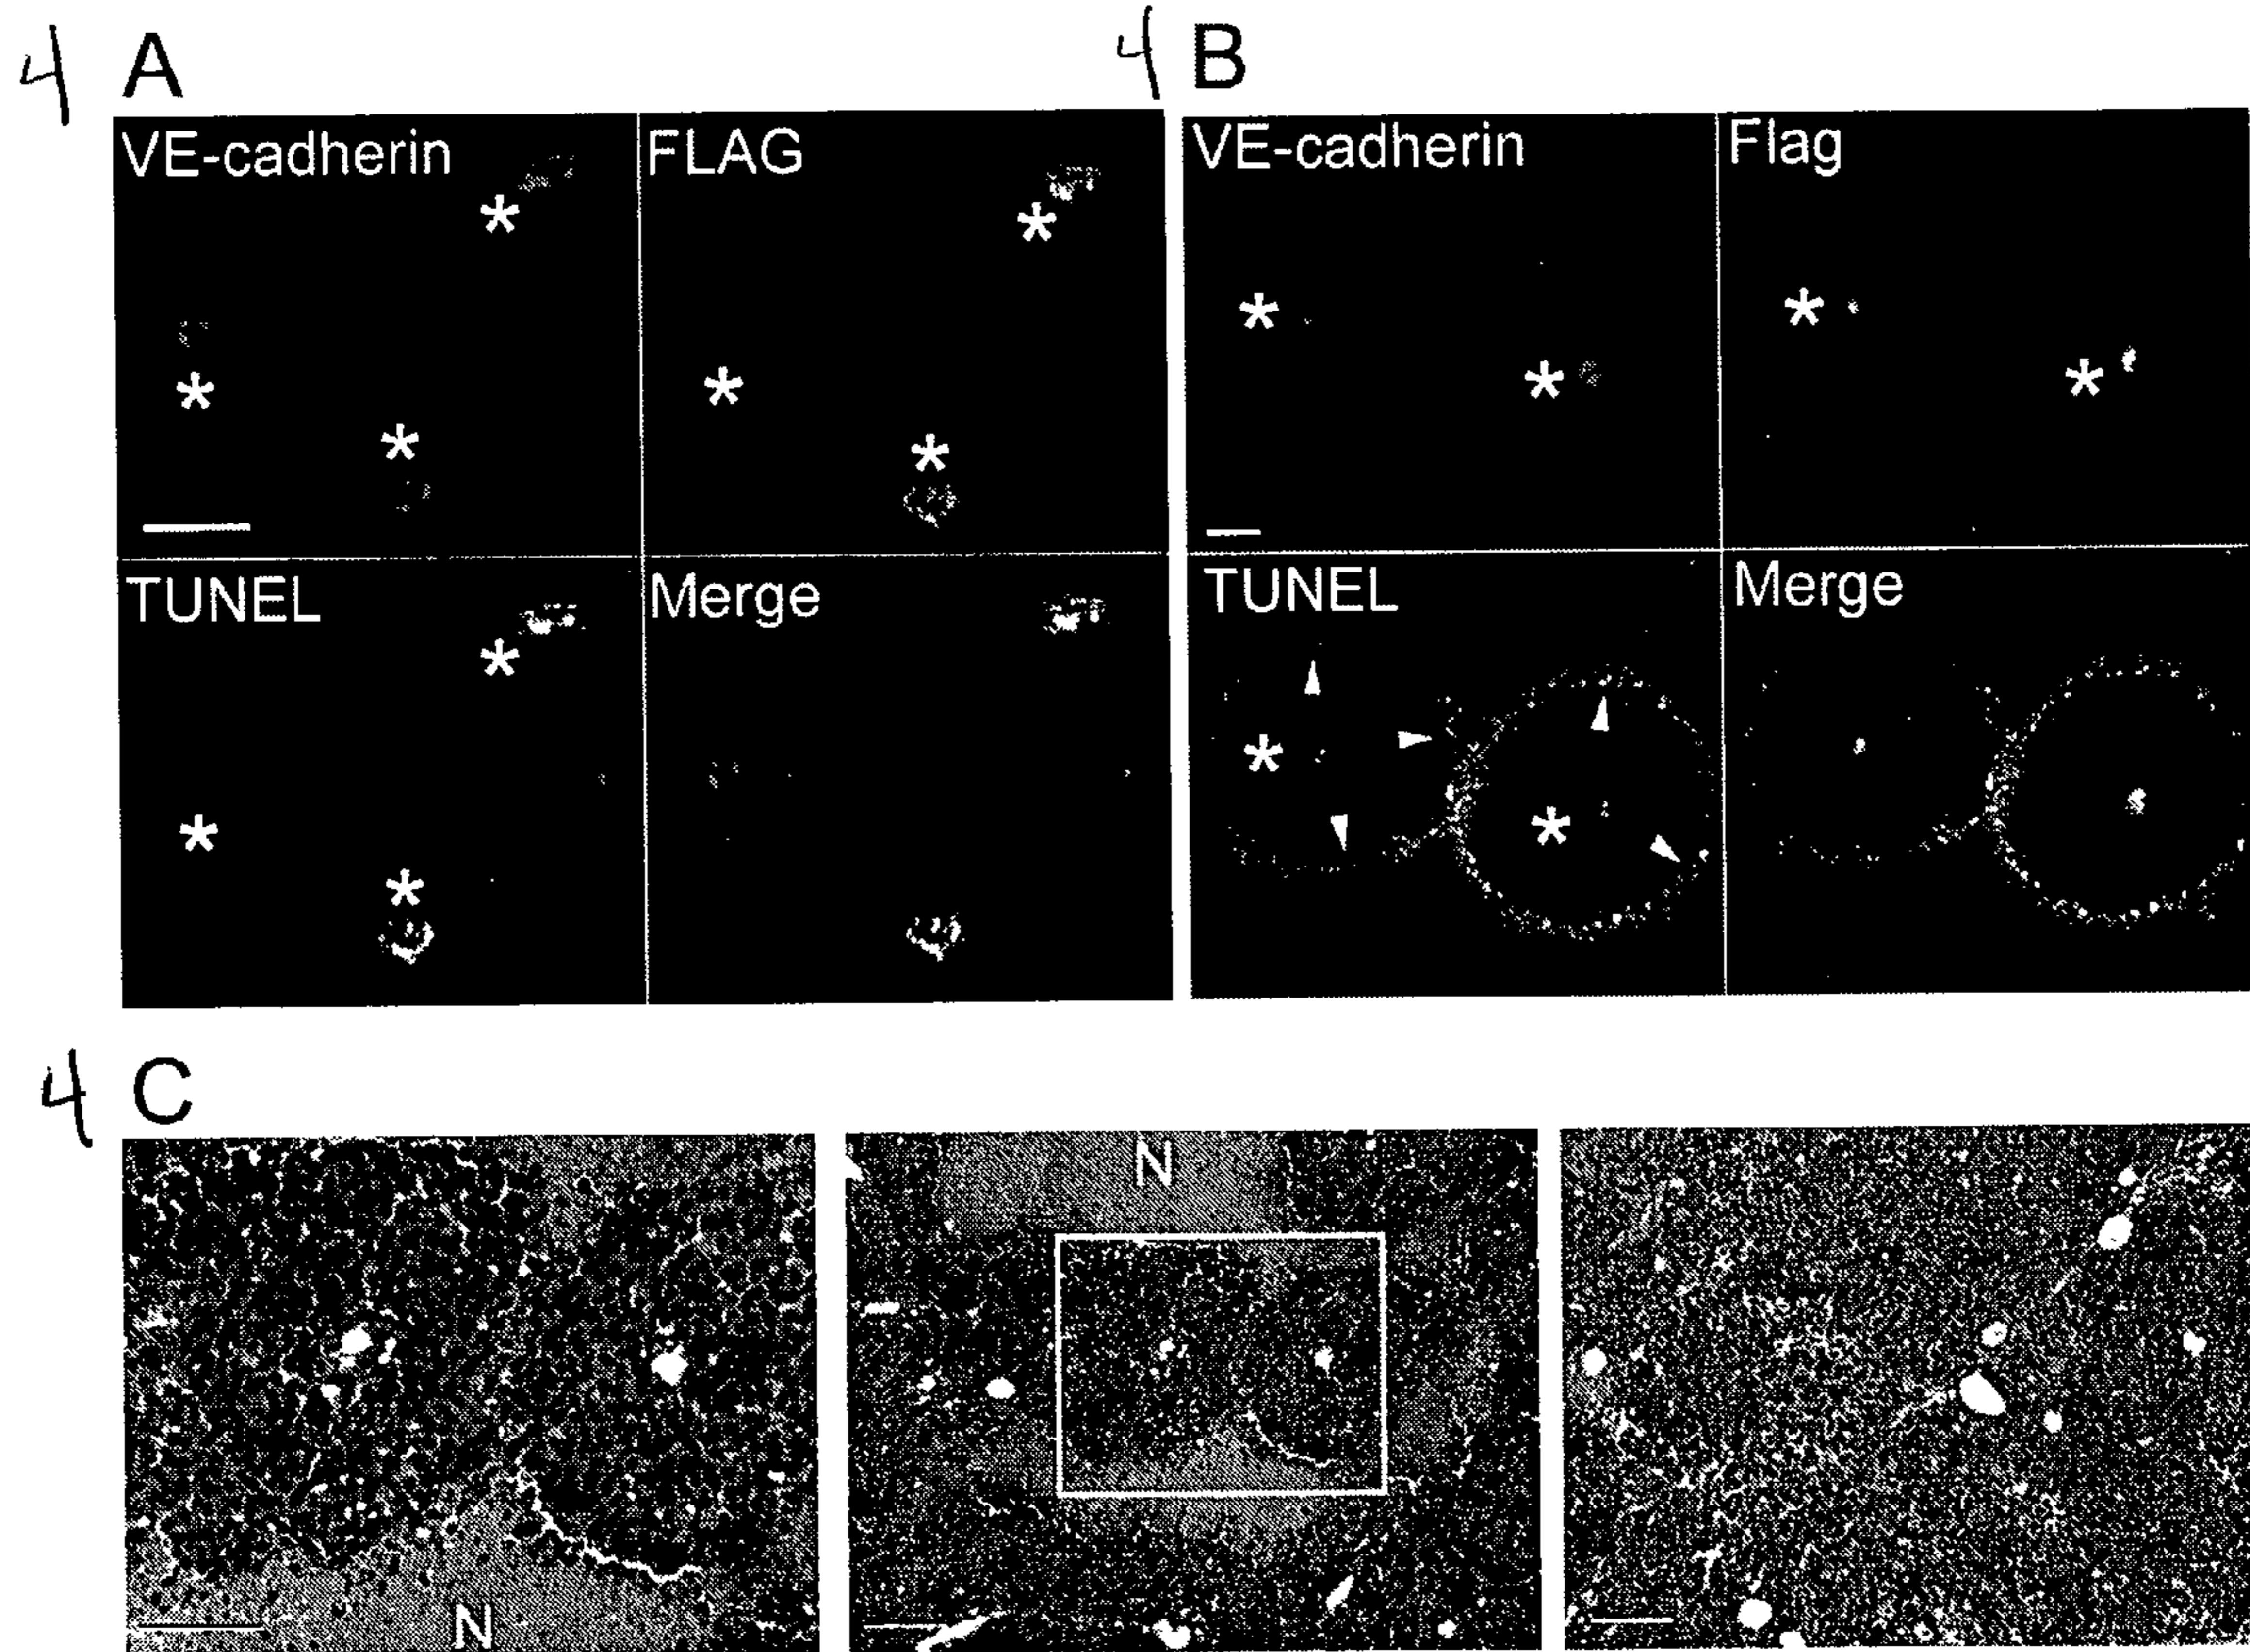 4 A
4 B
VE-cadherin
FLAG
* * *
* * *
TUNEL
Merge
* * *
VE-cadherin
Flag
* *
* *
TUNEL
Merge
* *
4 C
N
N